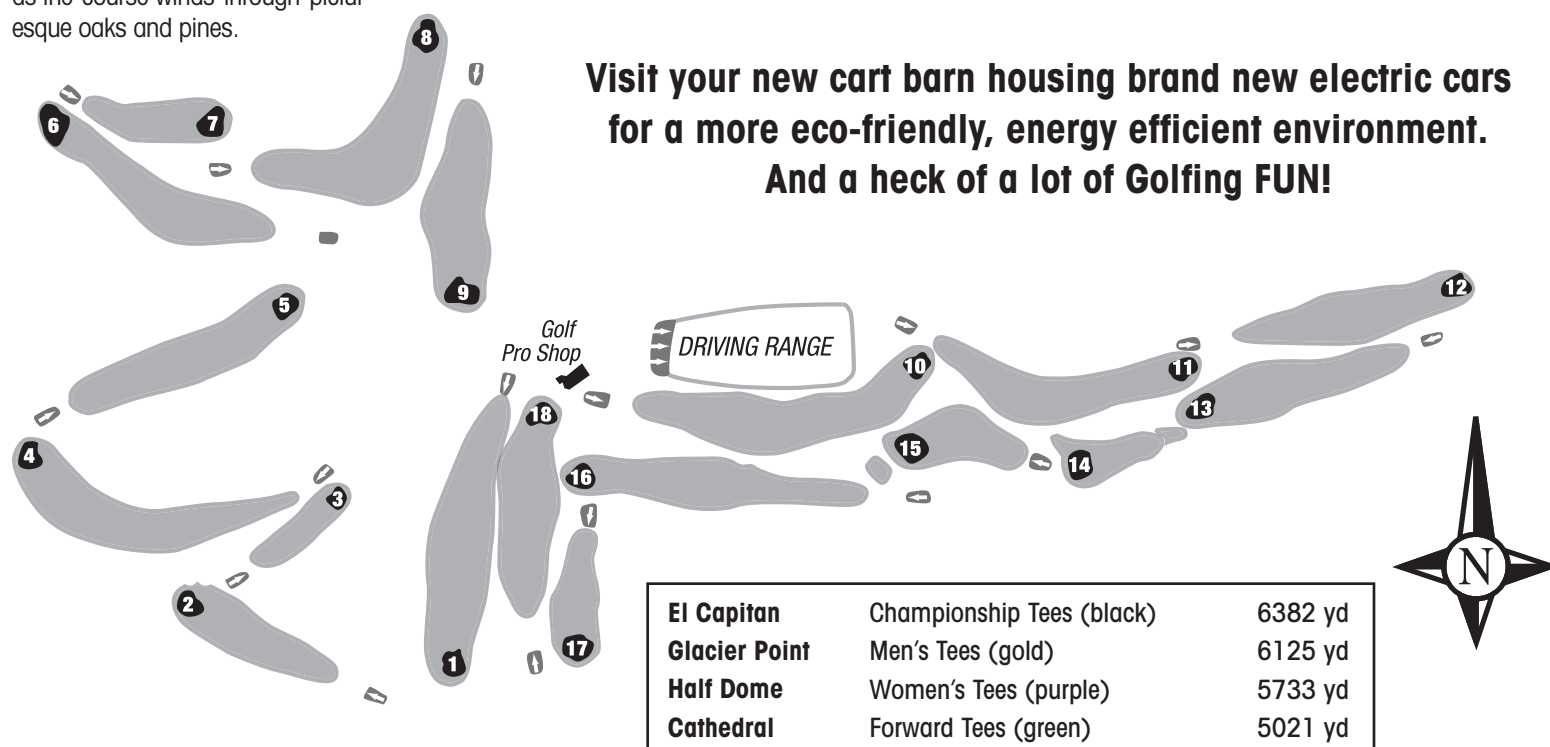 esque oaks and pines.
Visit your new cart barn housing brand new electric cars
for a more eco-friendly, energy efficient environment.
And a heck of a lot of Golfing FUN!
8
6
7
5
9
Golf
Pro Shop
DRIVING RANGE
12
10
11
13
18
15
14
4
16
3
2
1
17
N
El Capitan Championship Tees (black) 6382 yd
Glacier Point Men's Tees (gold) 6125 yd
Half Dome Women's Tees (purple) 5733 yd
Cathedral Forward Tees (green) 5021 yd